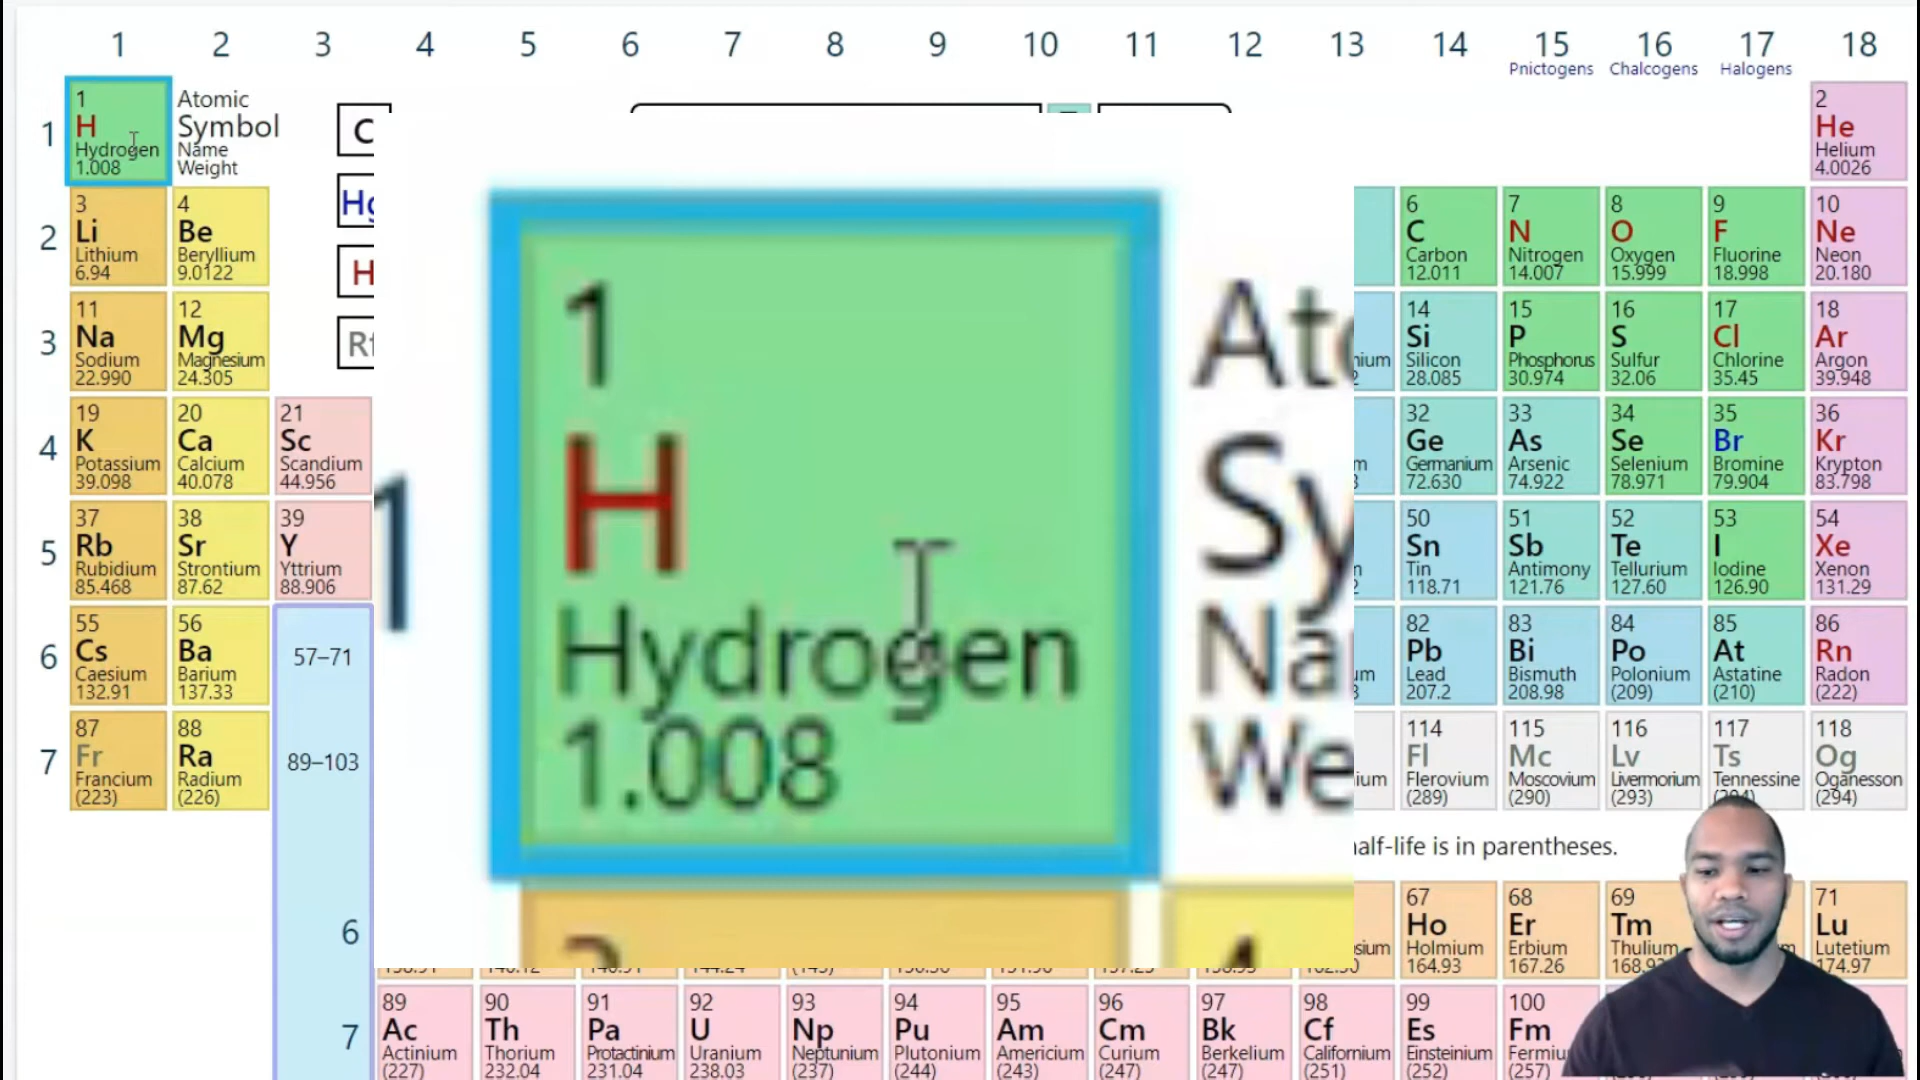 1 2 3 4 5 6 7 8 9 10 11 12 13 14 15 16 17 18
Pnictogens Chalcogens Halogens
1
1
H
Hydrogen
1.008
Atomic
Symbol
Name
Weight
C
H
2
He
Helium
4.0026
2
3
Li
Lithium
6.94
4
Be
Beryllium
9.0122
6
C
Carbon
12.011
7
N
Nitrogen
14.007
8
O
Oxygen
15.999
9
F
Fluorine
18.998
10
Ne
Neon
20.180
3
11
Na
Sodium
22.990
12
Mg
Magnesium
24.305
14
Si
Silicon
28.085
15
P
Phosphorus
30.974
16
S
Sulfur
32.06
17
Cl
Chlorine
35.45
18
Ar
Argon
39.948
4
19
K
Potassium
39.098
20
Ca
Calcium
40.078
21
Sc
Scandium
44.956
32
Ge
Germanium
72.630
33
As
Arsenic
74.922
34
Se
Selenium
78.971
35
Br
Bromine
79.904
36
Kr
Krypton
83.798
5
37
Rb
Rubidium
85.468
38
Sr
Strontium
87.62
39
Y
Yttrium
88.906
50
Sn
Tin
118.71
51
Sb
Antimony
121.76
52
Te
Tellurium
127.60
53
I
Iodine
126.90
54
Xe
Xenon
131.29
6
55
Cs
Caesium
132.91
56
Ba
Barium
137.33
57–71
82
Pb
Lead
207.2
83
Bi
Bismuth
208.98
84
Po
Polonium
(209)
85
At
Astatine
(210)
86
Rn
Radon
(222)
7
87
Fr
Francium
(223)
88
Ra
Radium
(226)
89–103
114
Fl
Flerovium
(289)
115
Mc
Moscovium
(290)
116
Lv
Livermorium
(293)
117
Ts
Tennessine
118
Og
Oganesson
(294)
1
1
H
Hydrogen
1.008
half-life is in parentheses.
6
67
Ho
Holmium
164.93
68
Er
Erbium
167.26
69
Tm
Thulium
71
Lu
Lutetium
174.97
7
89
Ac
Actinium
(227)
90
Th
Thorium
232.04
91
Pa
Protactinium
231.04
92
U
Uranium
238.03
93
Np
Neptunium
(237)
94
Pu
Plutonium
(244)
95
Am
Americium
(243)
96
Cm
Curium
(247)
97
Bk
Berkelium
(247)
98
Cf
Californium
(251)
99
Es
Einsteinium
(252)
100
Fm
(257)